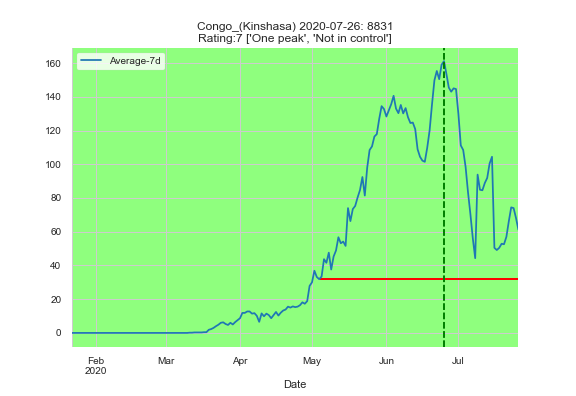 Congo_(Kinshasa) 2020-07-26: 8831
Rating:7 ['One peak', 'Not in control']
Average-7d
160
140
120
100
80
60
40
20
0
Feb
2020
Mar
Apr
May
Jun
Jul
Date